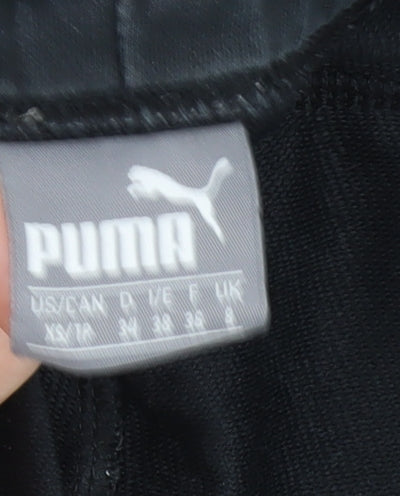 PUMA
US/CAN D I/E F UK
XS/TP 34 38 36 8